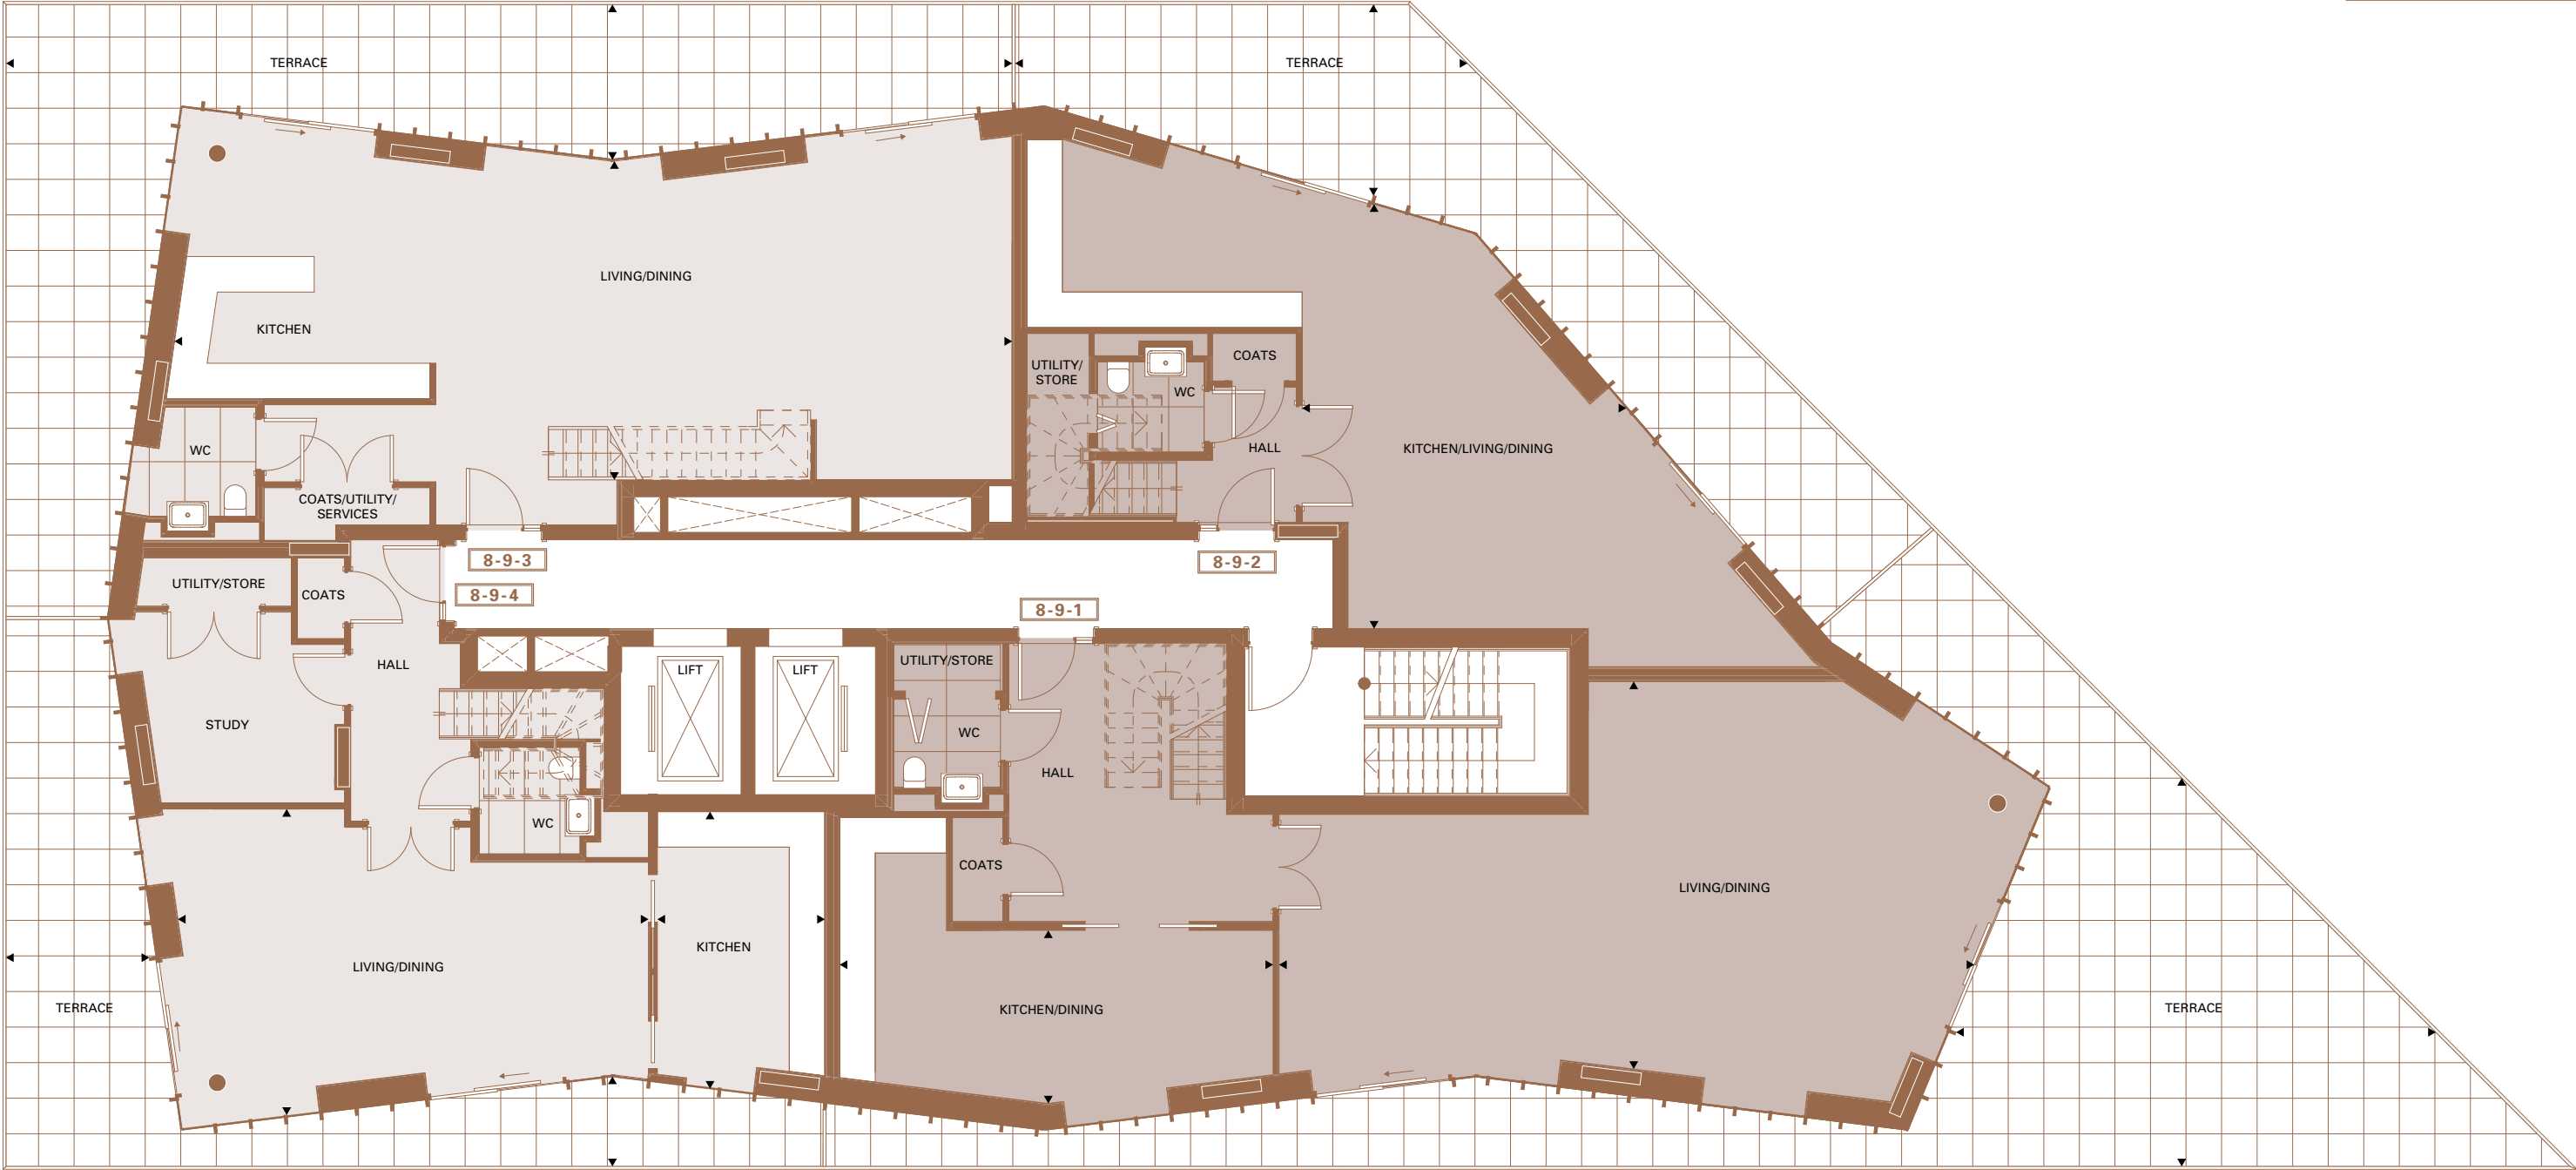 TERRACE
TERRACE
LIVING/DINING
KITCHEN
UTILITY/
STORE
COATS
WC
HALL
KITCHEN/LIVING/DINING
WC
COATS/UTILITY/
SERVICES
8-9-3
8-9-2
8-9-4
8-9-1
UTILITY/STORE
COATS
HALL
LIFT
LIFT
UTILITY/STORE
STUDY
WC
HALL
WC
COATS
LIVING/DINING
KITCHEN
LIVING/DINING
KITCHEN/DINING
TERRACE
TERRACE